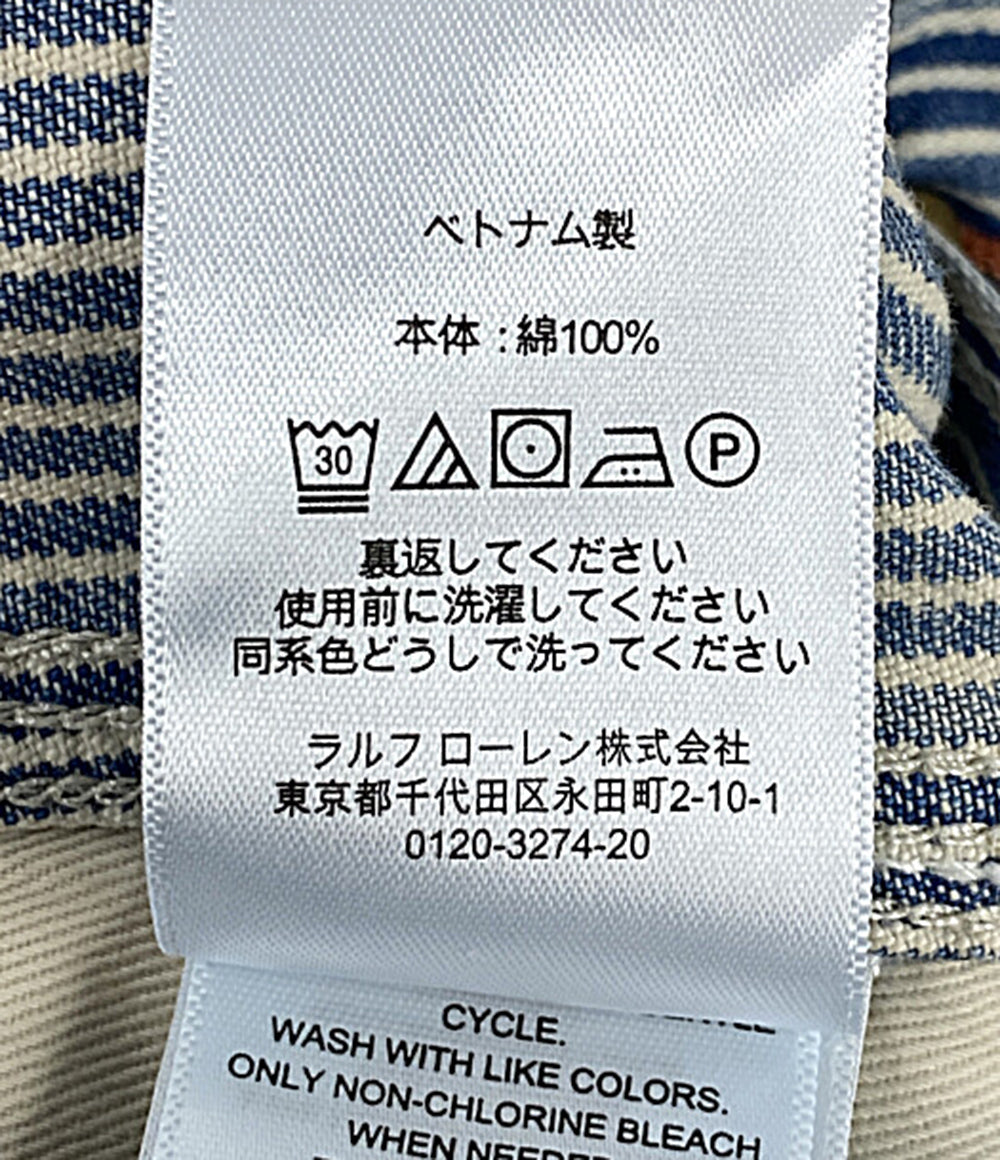 ベトナム製
本体 : 綿100%
30 P
裏返してください
使用前に洗濯してください
同系色どうしで洗ってください
ラルフ ローレン株式会社
東京都千代田区永田町2-10-1
0120-3274-20
CYCLE.
WASH WITH LIKE COLORS.
ONLY NON-CHLORINE BLEACH
WHEN